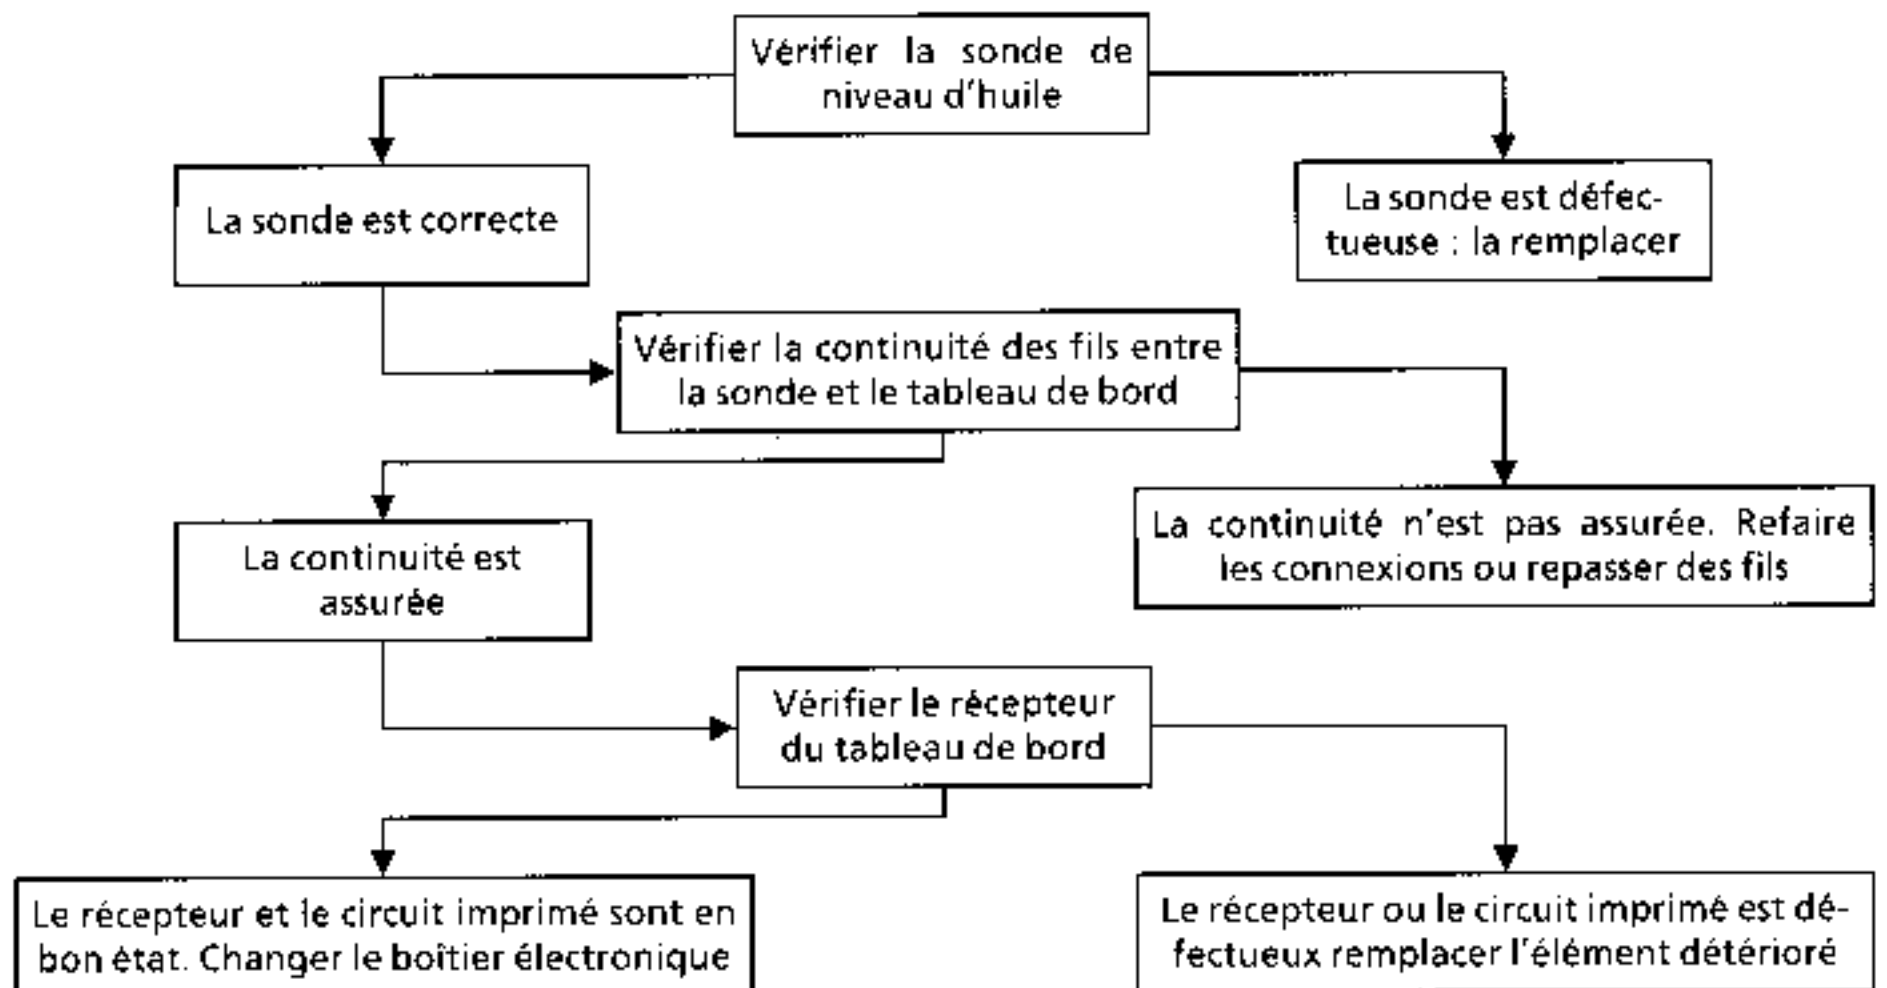 Vérifier la sonde de
niveau d'huile
La sonde est correcte
La sonde est défec-
tueuse : la remplacer
Vérifier la continuité des fils entre
la sonde et le tableau de bord
La continuité est
assurée
La continuité n'est pas assurée. Refaire
les connexions ou repasser des fils
Vérifier le récepteur
du tableau de bord
Le récepteur et le circuit imprimé sont en
bon état. Changer le boîtier électronique
Le récepteur ou le circuit imprimé est dé-
fectueux remplacer l'élément détérioré